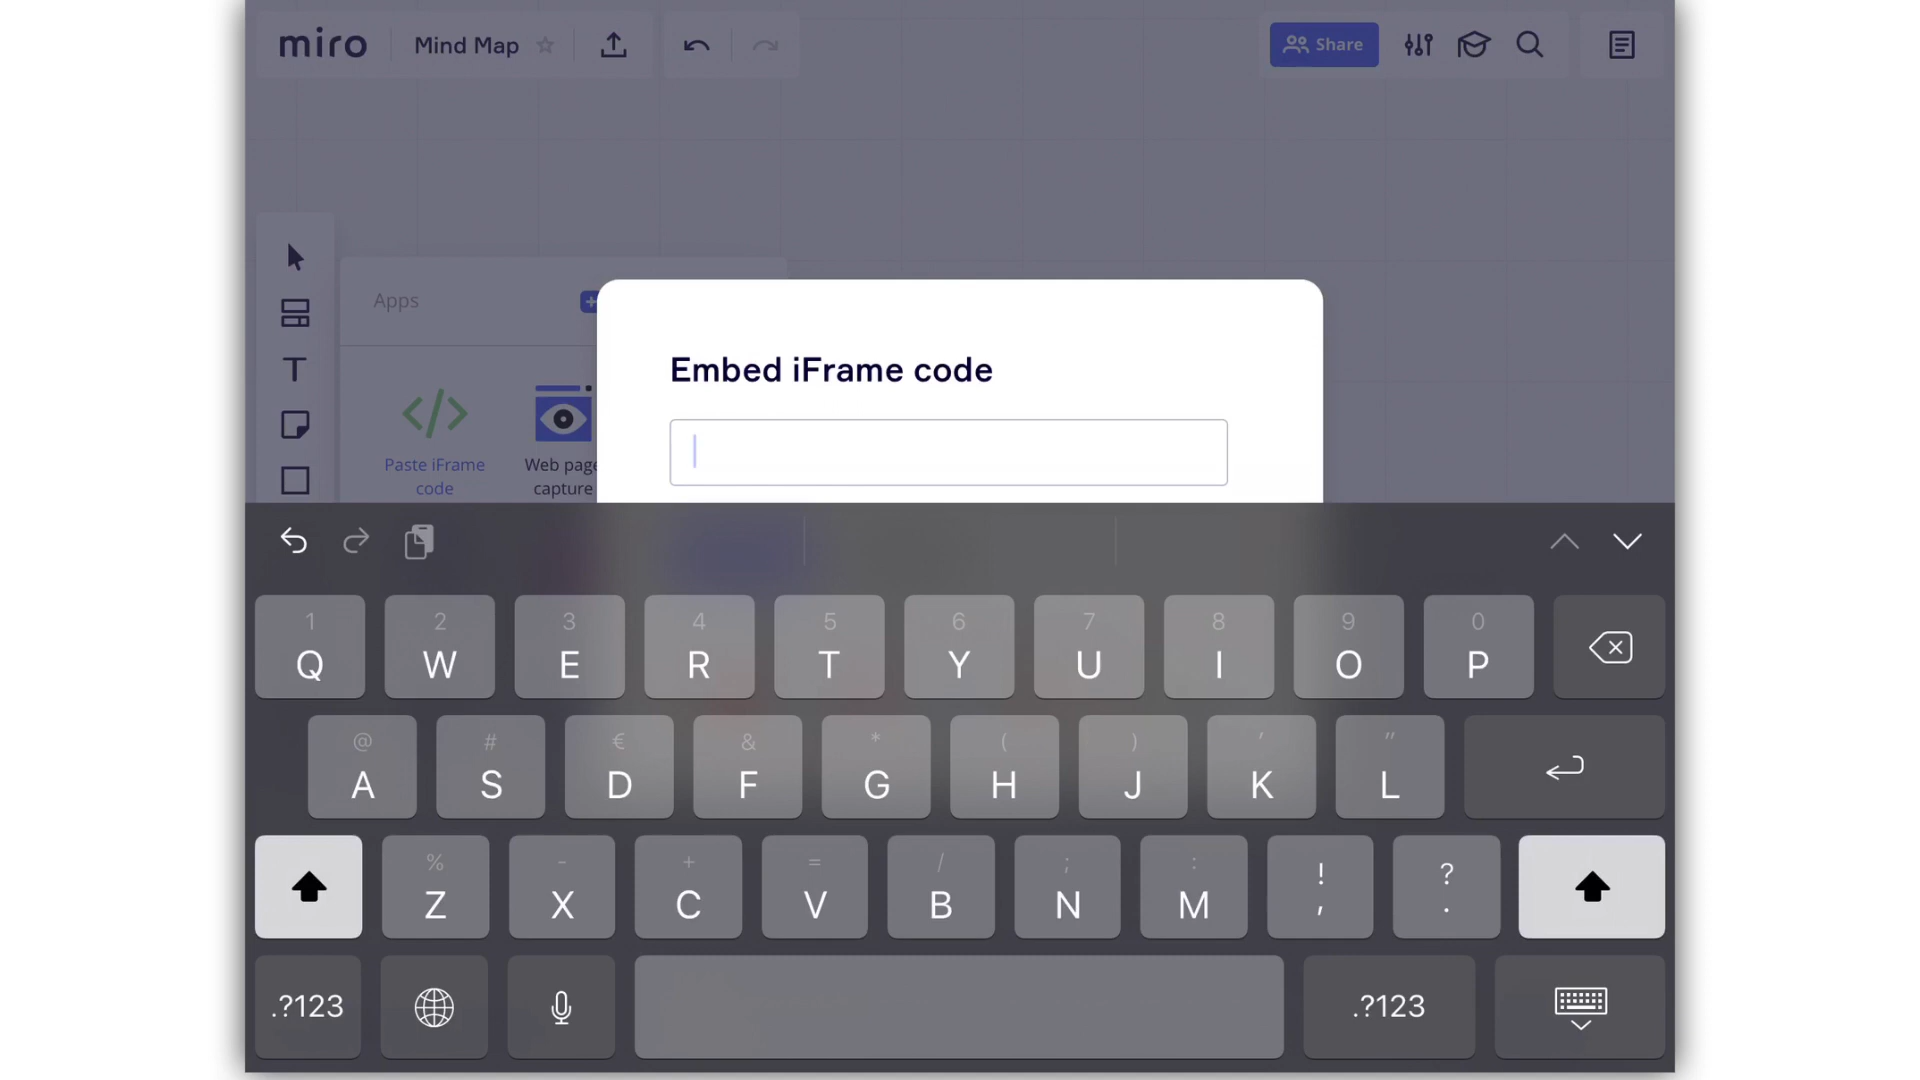 miro Mind Map Share
Apps
Embed iFrame code
Paste iFrame
code
Web page
capture
1 2 3 4 5 6 7 8 9 0
Q W E R T Y U I O P
@ # € & * ( ) ' "
A S D F G H J K L
% - + = / ; : ! ?
Z X C V B N M , .
.?123 .?123